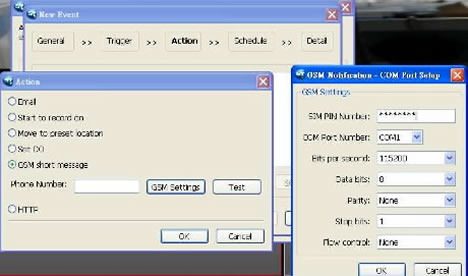 New Event
General >> Trigger >> Action >> Schedule >> Detail
Action
Email
Start to record on
Move to preset location
Set DO
GSM short message
Phone Number:
GSM Settings
Test
HTTP
OK
Cancel
GSM Notification - COM Port Setup
GSM Settings
SIM PIN Number: ********
COM Port Number: COM1
Bits per second: 115200
Data bits: 8
Parity: None
Stop bits: 1
Flow control: None
OK
Cancel